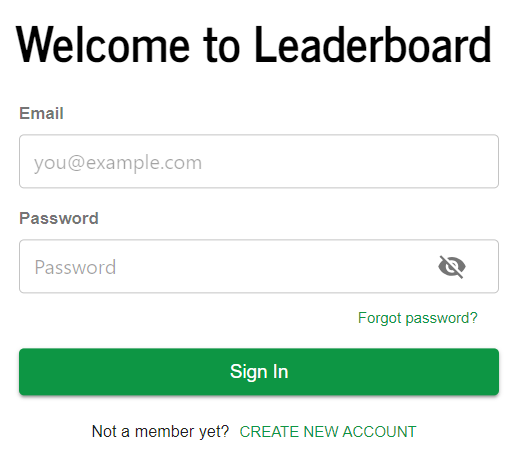 Welcome to Leaderboard
Email
you@example.com
Password
Password
Forgot password?
Sign In
Not a member yet? CREATE NEW ACCOUNT